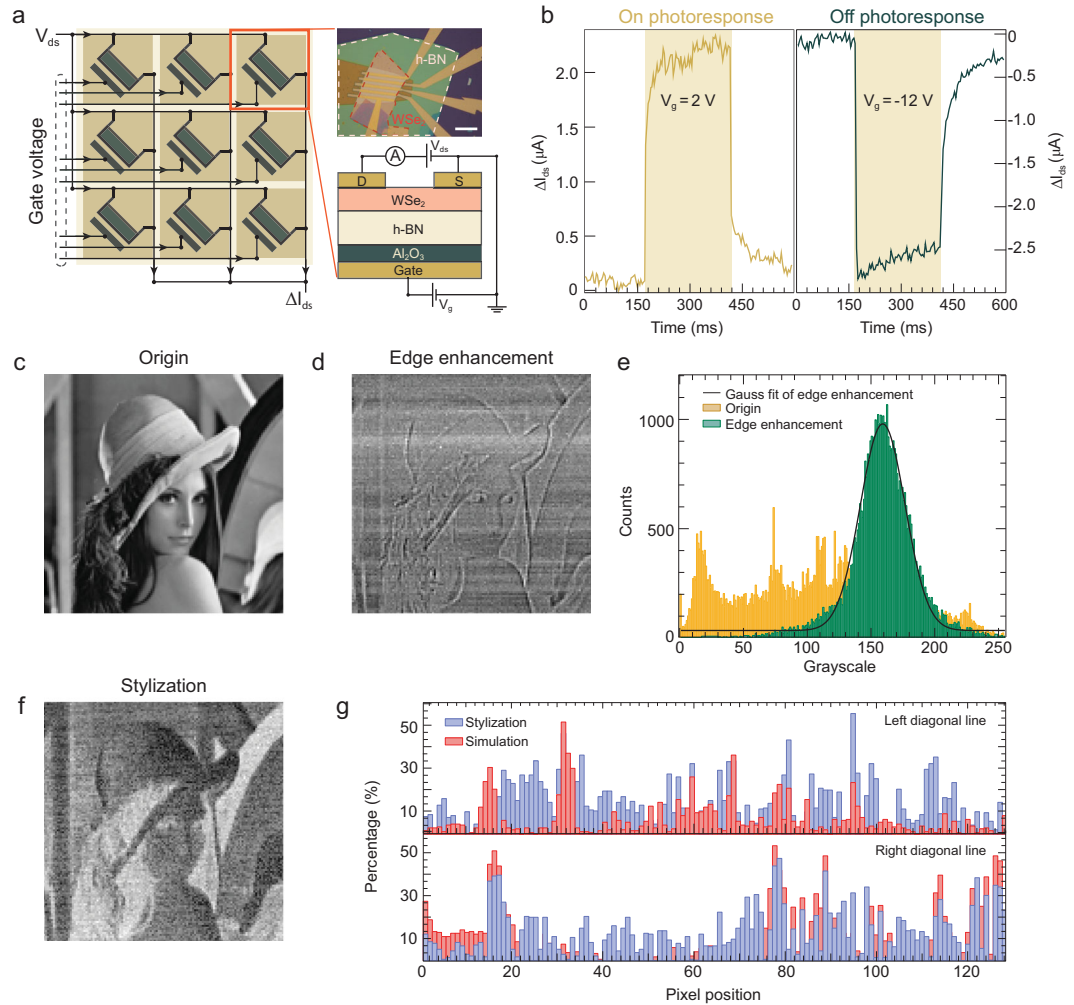 a
V_ds
Gate voltage
ΔI_ds
h-BN
WSe₂
A
V_ds
D
S
WSe₂
h-BN
Al₂O₃
Gate
V_g
b
On photoresponse
Off photoresponse
V_g = 2 V
V_g = -12 V
ΔI_ds (μA)
2.0
1.5
1.0
0.5
0
0
150
300
450
Time (ms)
0
-0.5
-1.0
-1.5
-2.0
-2.5
ΔI_ds (μA)
0
150
300
450
600
Time (ms)
c
Origin
d
Edge enhancement
e
Gauss fit of edge enhancement
Origin
Edge enhancement
Counts
1000
500
0
0
50
100
150
200
250
Grayscale
f
Stylization
g
Stylization
Simulation
Left diagonal line
Right diagonal line
Percentage (%)
50
30
10
50
30
10
0
20
40
60
80
100
120
Pixel position